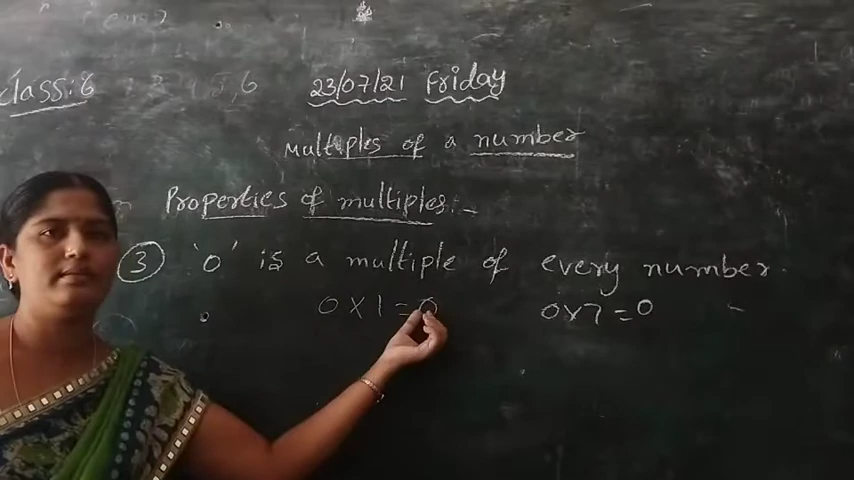 class: 6
23/07/21 Friday
Multiples of a number
Properties of multiples:-
③ '0' is a multiple of every number.
0 X 1 = 0 0 X 7 = 0